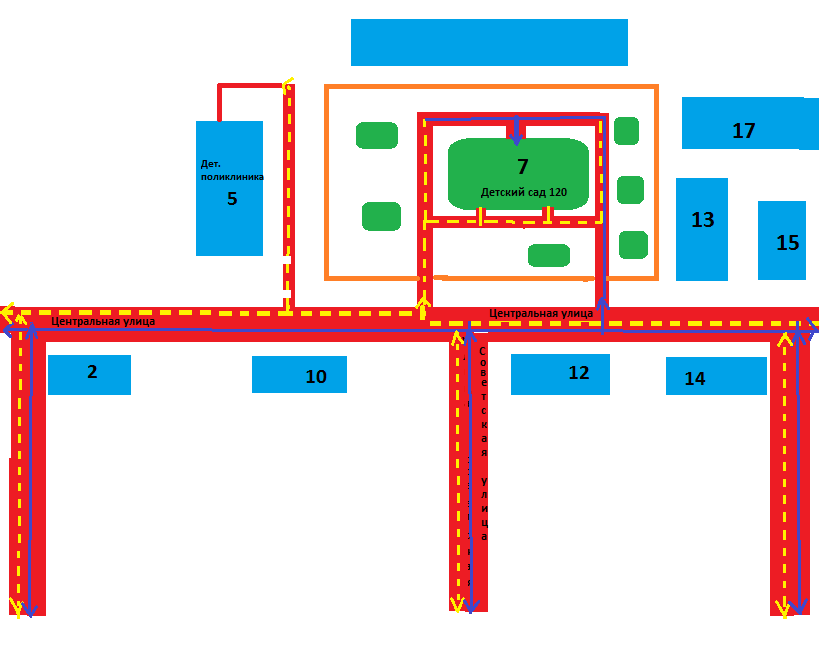 17
7
Детский сад 120
Дет.
поликлиника
5
13
15
Центральная улица
Центральная улица
2
10
Советская улица
12
14